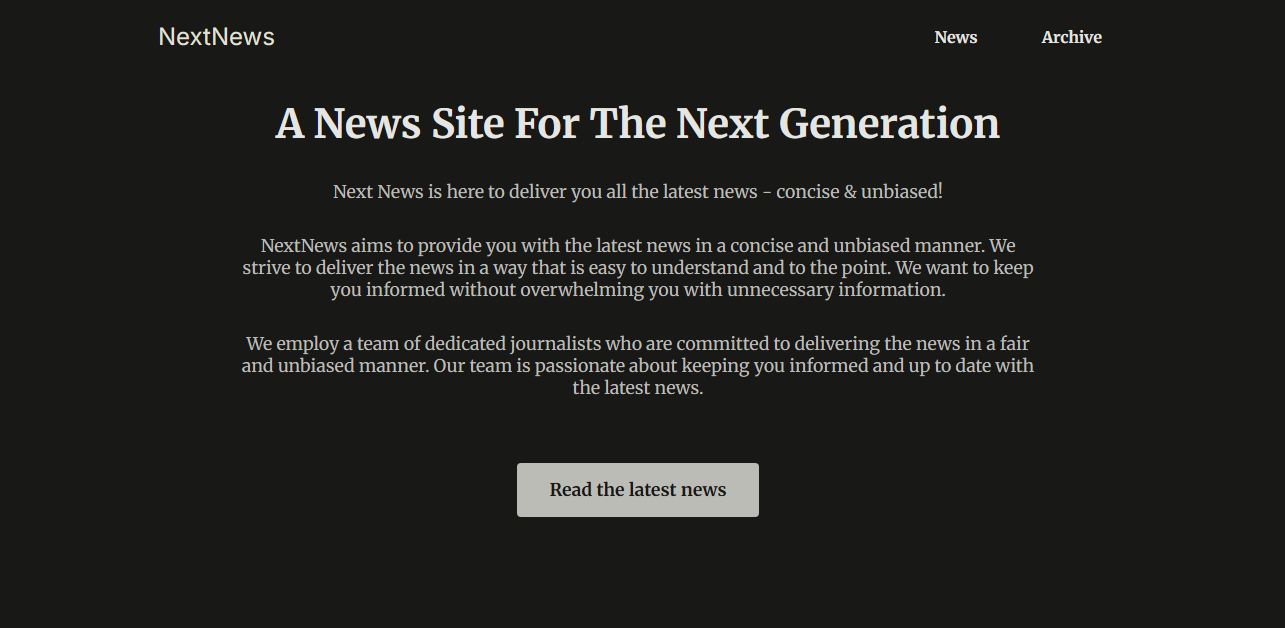 NextNews
News
Archive
A News Site For The Next Generation
Next News is here to deliver you all the latest news - concise & unbiased!
NextNews aims to provide you with the latest news in a concise and unbiased manner. We
strive to deliver the news in a way that is easy to understand and to the point. We want to keep
you informed without overwhelming you with unnecessary information.
We employ a team of dedicated journalists who are committed to delivering the news in a fair
and unbiased manner. Our team is passionate about keeping you informed and up to date with
the latest news.
Read the latest news